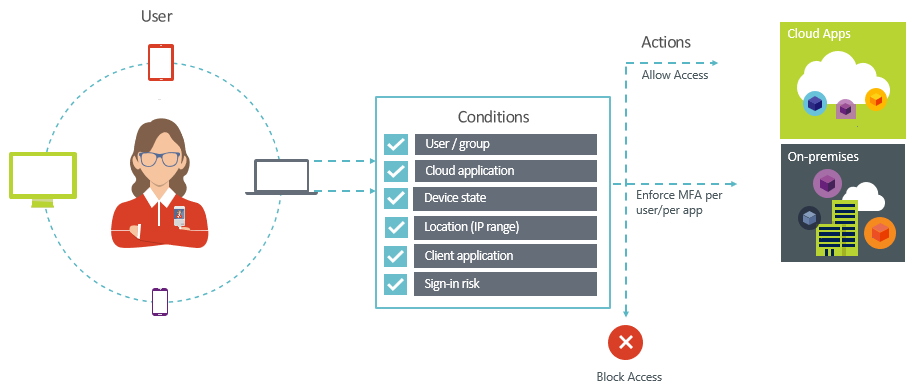 User
Conditions
User / group
Cloud application
Device state
Location (IP range)
Client application
Sign-in risk
Actions
Allow Access
Enforce MFA per
user/per app
Block Access
Cloud Apps
On-premises